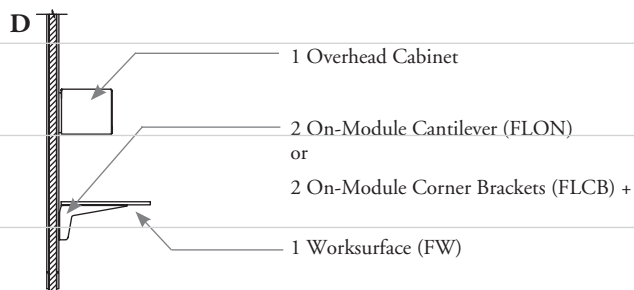 D
1 Overhead Cabinet
2 On-Module Cantilever (FLON)
or
2 On-Module Corner Brackets (FLCB) +
1 Worksurface (FW)